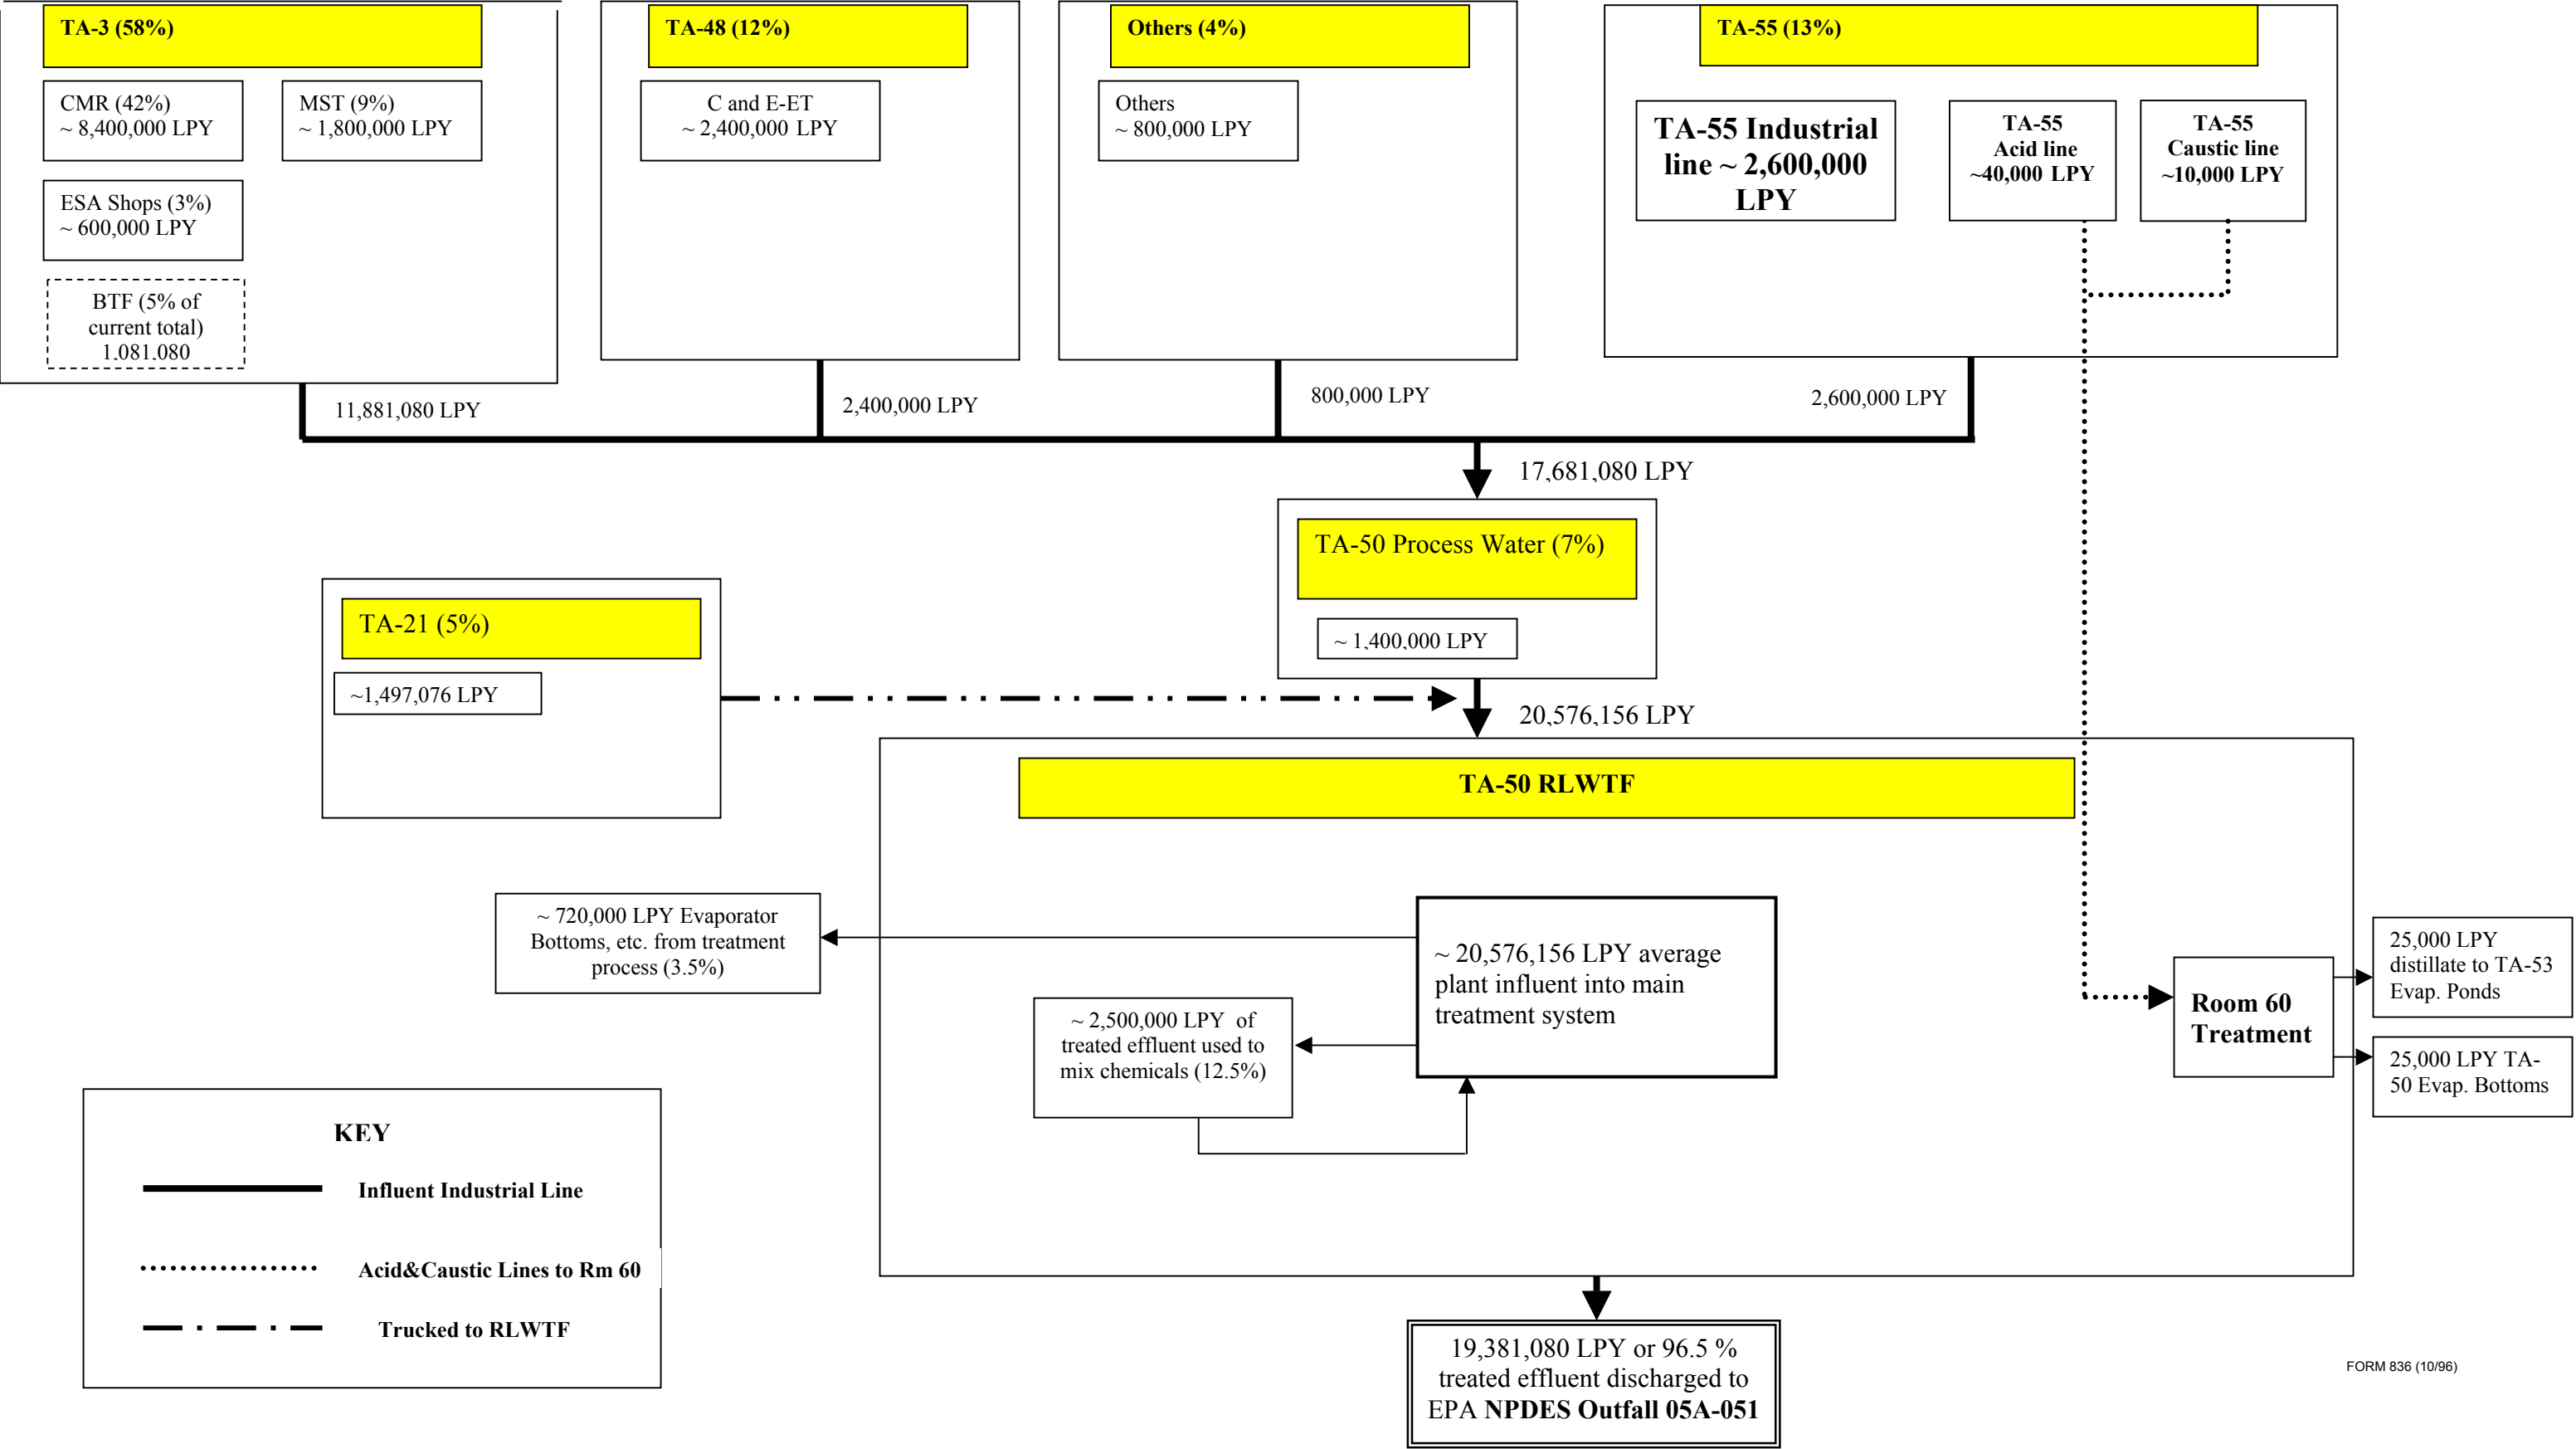 TA-3 (58%)
CMR (42%)
~ 8,400,000 LPY
MST (9%)
~ 1,800,000 LPY
ESA Shops (3%)
~ 600,000 LPY
BTF (5% of
current total)
1,081,080
TA-48 (12%)
C and E-ET
~ 2,400,000 LPY
Others (4%)
Others
~ 800,000 LPY
TA-55 (13%)
TA-55 Industrial
line ~ 2,600,000
LPY
TA-55
Acid line
~40,000 LPY
TA-55
Caustic line
~10,000 LPY
11,881,080 LPY
2,400,000 LPY
800,000 LPY
2,600,000 LPY
17,681,080 LPY
TA-50 Process Water (7%)
~ 1,400,000 LPY
TA-21 (5%)
~1,497,076 LPY
20,576,156 LPY
TA-50 RLWTF
~ 720,000 LPY Evaporator
Bottoms, etc. from treatment
process (3.5%)
~ 20,576,156 LPY average
plant influent into main
treatment system
~ 2,500,000 LPY of
treated effluent used to
mix chemicals (12.5%)
Room 60
Treatment
25,000 LPY
distillate to TA-53
Evap. Ponds
25,000 LPY TA-
50 Evap. Bottoms
KEY
Influent Industrial Line
Acid&Caustic Lines to Rm 60
Trucked to RLWTF
19,381,080 LPY or 96.5 %
treated effluent discharged to
EPA NPDES Outfall 05A-051
FORM 836 (10/96)